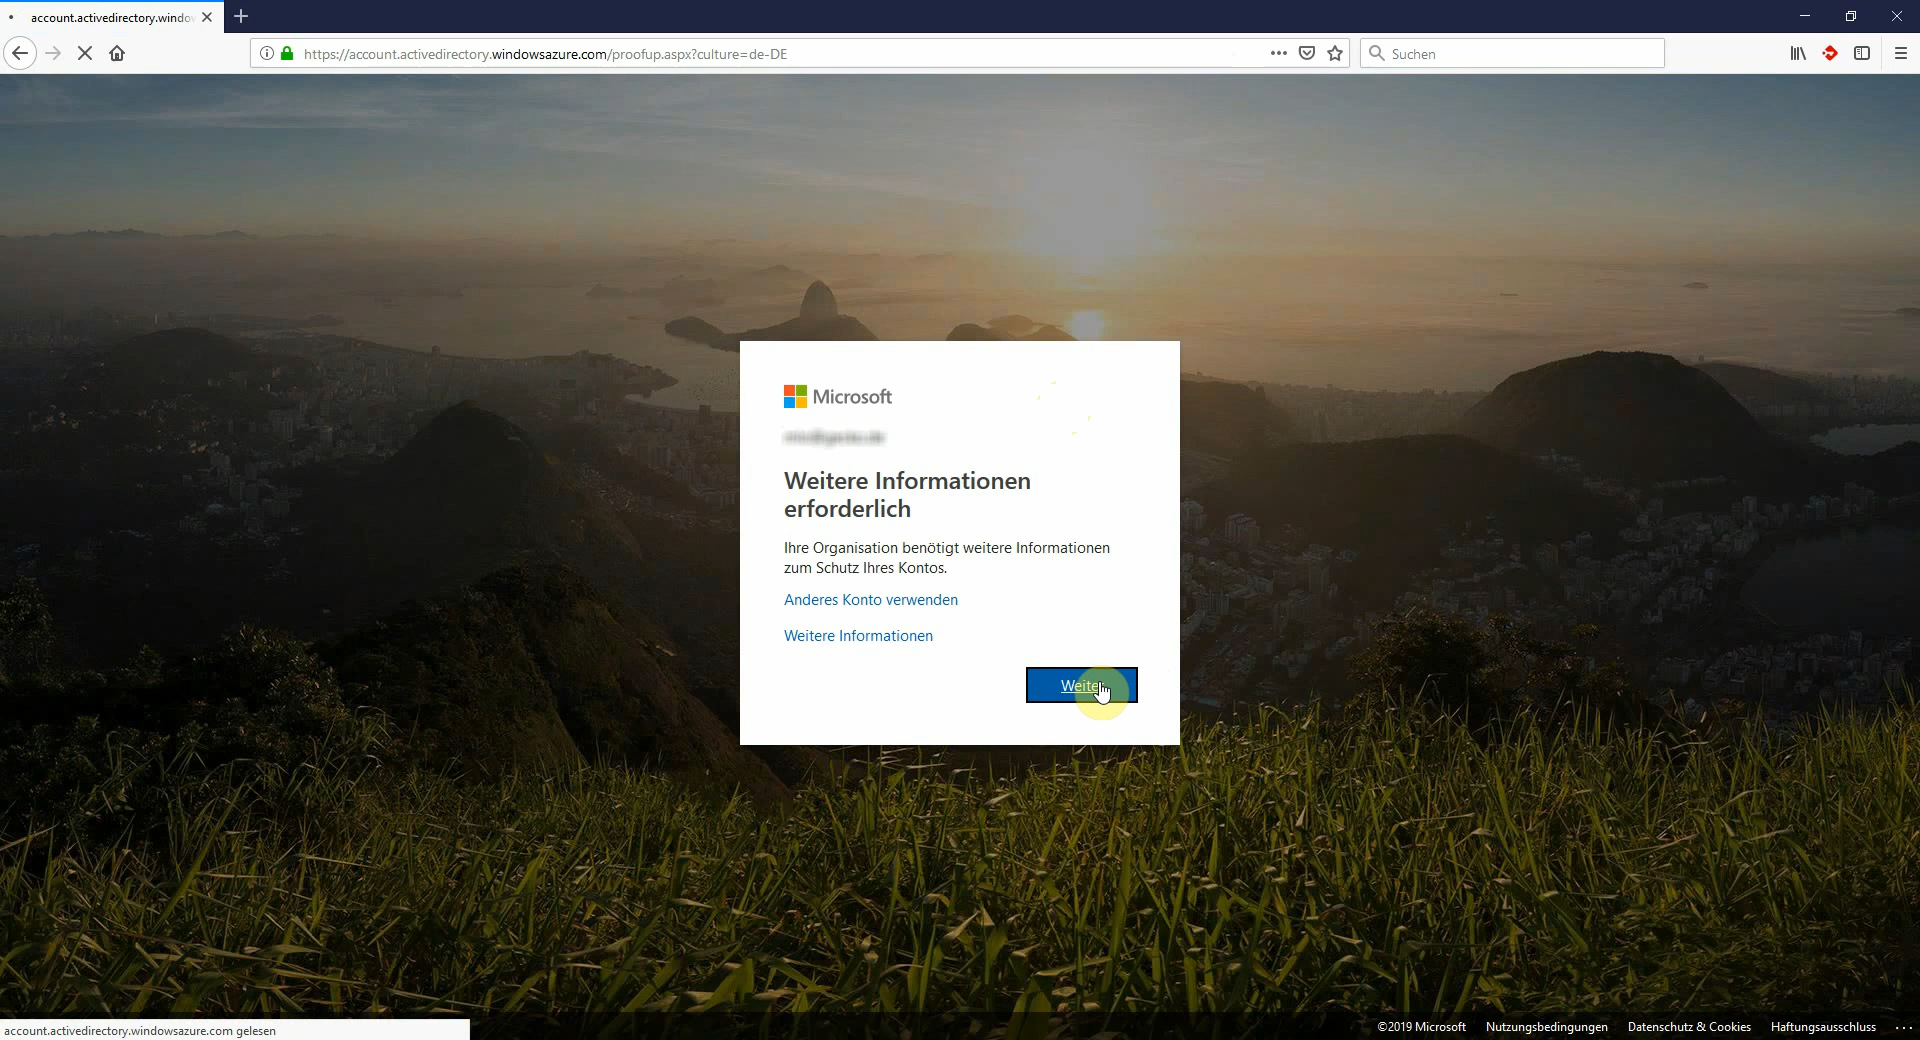 account.activedirectory.windo
https://account.activedirectory.windowsazure.com/proofup.aspx?culture=de-DE
Suchen
Microsoft
Weitere Informationen
erforderlich
Ihre Organisation benötigt weitere Informationen
zum Schutz Ihres Kontos.
Anderes Konto verwenden
Weitere Informationen
Weiter
account.activedirectory.windowsazure.com gelesen
©2019 Microsoft Nutzungsbedingungen Datenschutz & Cookies Haftungsausschluss ...